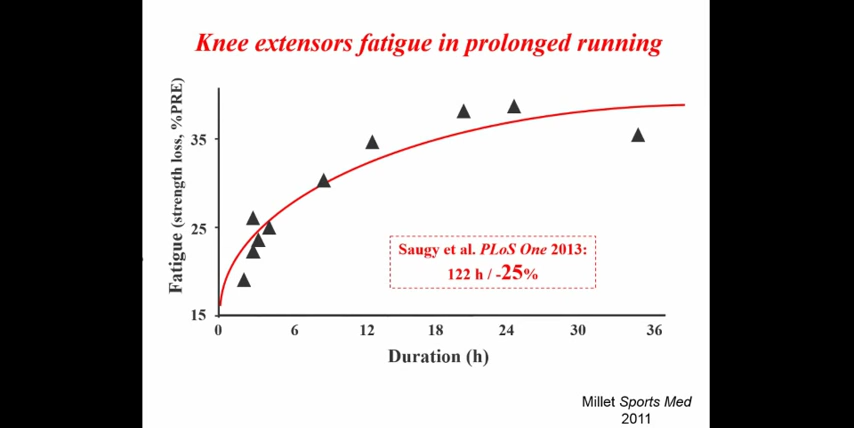 Knee extensors fatigue in prolonged running
Fatigue (strength loss, %PRE)
35
25
15
0 6 12 18 24 30 36
Duration (h)
Saugy et al. PLoS One 2013:
122 h / -25%
Millet Sports Med
2011